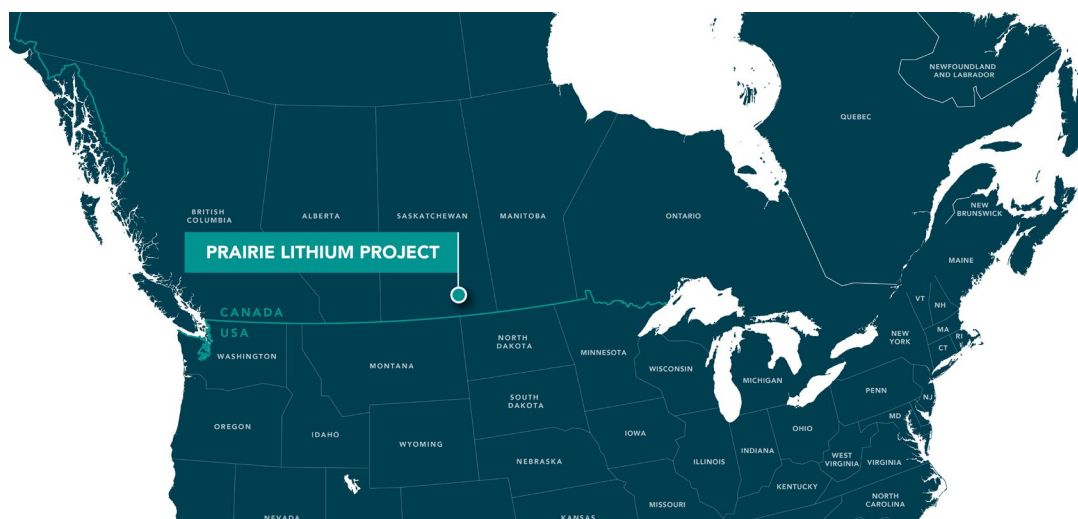 NEWFOUNDLAND
AND LABRADOR
QUEBEC
BRITISH
COLUMBIA
ALBERTA
SASKATCHEWAN
MANITOBA
ONTARIO
NEW
BRUNSWICK
PRAIRIE LITHIUM PROJECT
MAINE
CANADA
USA
WASHINGTON
MONTANA
NORTH
DAKOTA
MINNESOTA
WISCONSIN
MICHIGAN
NEW
YORK
VT
NH
MA
RI
CT
OREGON
IDAHO
WYOMING
SOUTH
DAKOTA
IOWA
NEBRASKA
ILLINOIS
INDIANA
OHIO
PENN
NJ
MD
WEST
VIRGINIA
VIRGINIA
KENTUCKY
MISSOURI
NORTH
CAROLINA
NEVADA
KANSAS